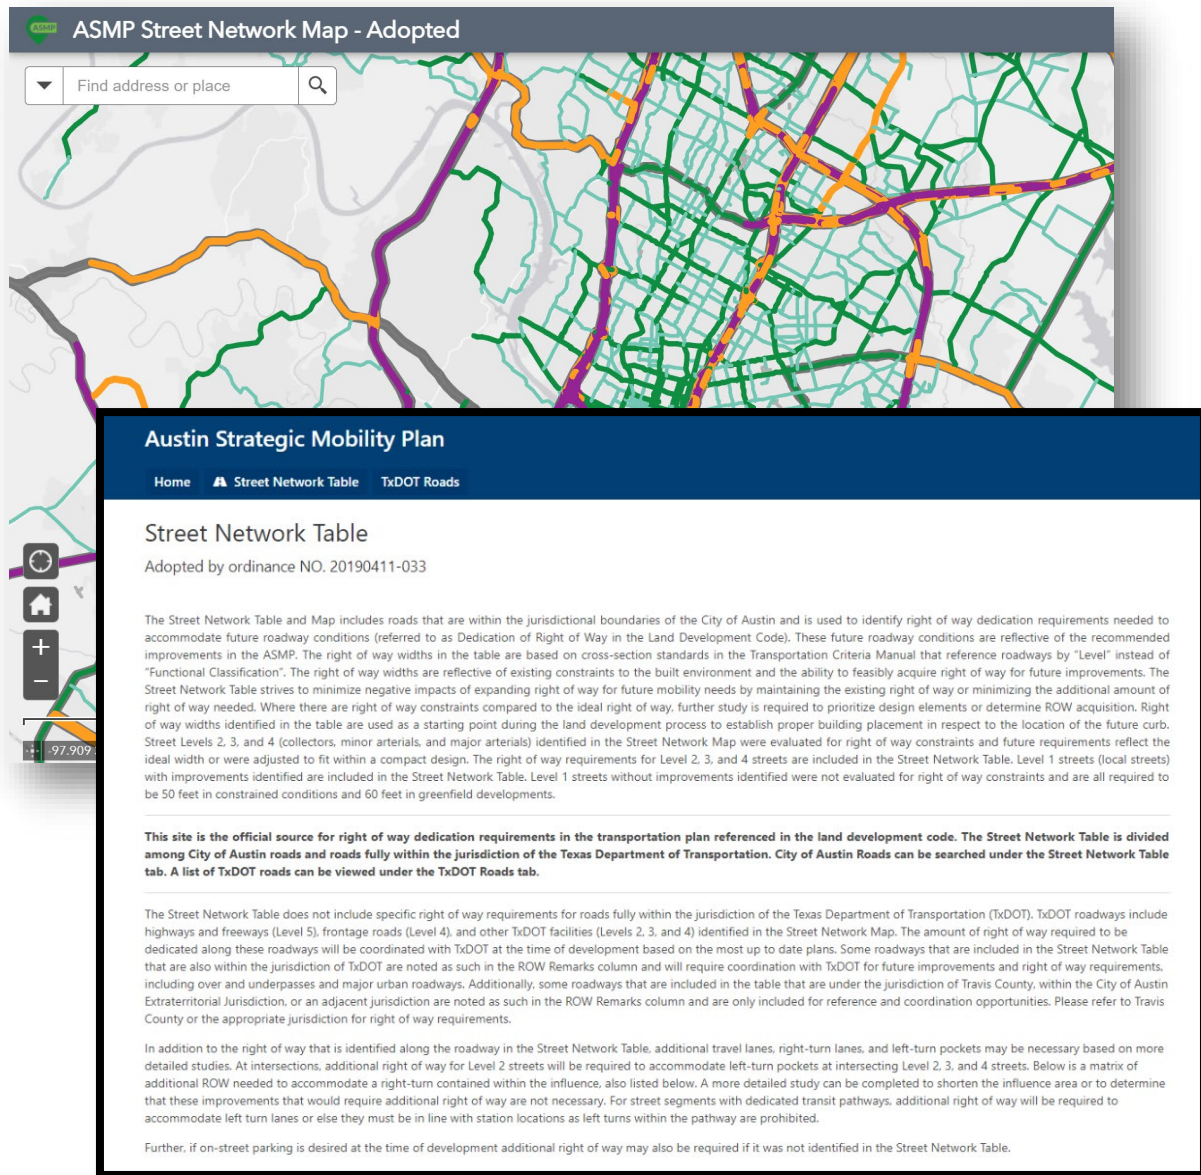 ASMP
ASMP Street Network Map - Adopted
Find address or place
+
−
-97.909
Austin Strategic Mobility Plan
Home Street Network Table TxDOT Roads
Street Network Table
Adopted by ordinance NO. 20190411-033
The Street Network Table and Map includes roads that are within the jurisdictional boundaries of the City of Austin and is used to identify right of way dedication requirements needed to
accommodate future roadway conditions (referred to as Dedication of Right of Way in the Land Development Code). These future roadway conditions are reflective of the recommended
improvements in the ASMP. The right of way widths in the table are based on cross-section standards in the Transportation Criteria Manual that reference roadways by "Level" instead of
"Functional Classification". The right of way widths are reflective of existing constraints to the built environment and the ability to feasibly acquire right of way for future improvements. The
Street Network Table strives to minimize negative impacts of expanding right of way for future mobility needs by maintaining the existing right of way or minimizing the additional amount of
right of way needed. Where there are right of way constraints compared to the ideal right of way, further study is required to prioritize design elements or determine ROW acquisition. Right
of way widths identified in the table are used as a starting point during the land development process to establish proper building placement in respect to the location of the future curb.
Street Levels 2, 3, and 4 (collectors, minor arterials, and major arterials) identified in the Street Network Map were evaluated for right of way constraints and future requirements reflect the
ideal width or were adjusted to fit within a compact design. The right of way requirements for Level 2, 3, and 4 streets are included in the Street Network Table. Level 1 streets (local streets)
with improvements identified are included in the Street Network Table. Level 1 streets without improvements identified were not evaluated for right of way constraints and are all required to
be 50 feet in constrained conditions and 60 feet in greenfield developments.
This site is the official source for right of way dedication requirements in the transportation plan referenced in the land development code. The Street Network Table is divided
among City of Austin roads and roads fully within the jurisdiction of the Texas Department of Transportation. City of Austin Roads can be searched under the Street Network Table
tab. A list of TxDOT roads can be viewed under the TxDOT Roads tab.
The Street Network Table does not include specific right of way requirements for roads fully within the jurisdiction of the Texas Department of Transportation (TxDOT). TxDOT roadways include
highways and freeways (Level 5), frontage roads (Level 4), and other TxDOT facilities (Levels 2, 3, and 4) identified in the Street Network Map. The amount of right of way required to be
dedicated along these roadways will be coordinated with TxDOT at the time of development based on the most up to date plans. Some roadways that are included in the Street Network Table
that are also within the jurisdiction of TxDOT are noted as such in the ROW Remarks column and will require coordination with TxDOT for future improvements and right of way requirements,
including over and underpasses and major urban roadways. Additionally, some roadways that are included in the table that are under the jurisdiction of Travis County, within the City of Austin
Extraterritorial Jurisdiction, or an adjacent jurisdiction are noted as such in the ROW Remarks column and are only included for reference and coordination opportunities. Please refer to Travis
County or the appropriate jurisdiction for right of way requirements.
In addition to the right of way that is identified along the roadway in the Street Network Table, additional travel lanes, right-turn lanes, and left-turn pockets may be necessary based on more
detailed studies. At intersections, additional right of way for Level 2 streets will be required to accommodate left-turn pockets at intersecting Level 2, 3, and 4 streets. Below is a matrix of
additional ROW needed to accommodate a right-turn contained within the influence, also listed below. A more detailed study can be completed to shorten the influence area or to determine
that these improvements that would require additional right of way are not necessary. For street segments with dedicated transit pathways, additional right of way will be required to
accommodate left turn lanes or else they must be in line with station locations as left turns within the pathway are prohibited.
Further, if on-street parking is desired at the time of development additional right of way may also be required if it was not identified in the Street Network Table.